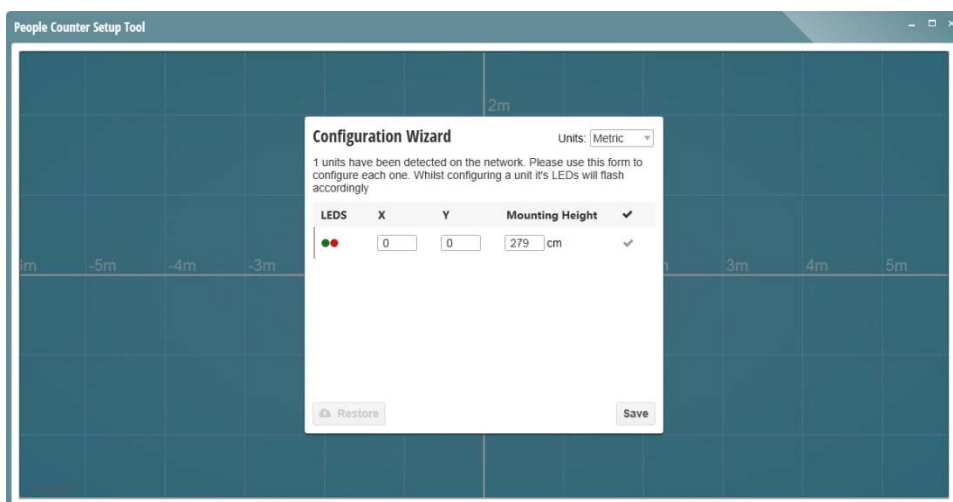 People Counter Setup Tool
2m
Configuration Wizard
Units: Metric
1 units have been detected on the network. Please use this form to
configure each one. Whilst configuring a unit it's LEDs will flash
accordingly
LEDS X Y Mounting Height
0 0 279 cm
-5m -4m -3m 3m 4m 5m
Restore
Save